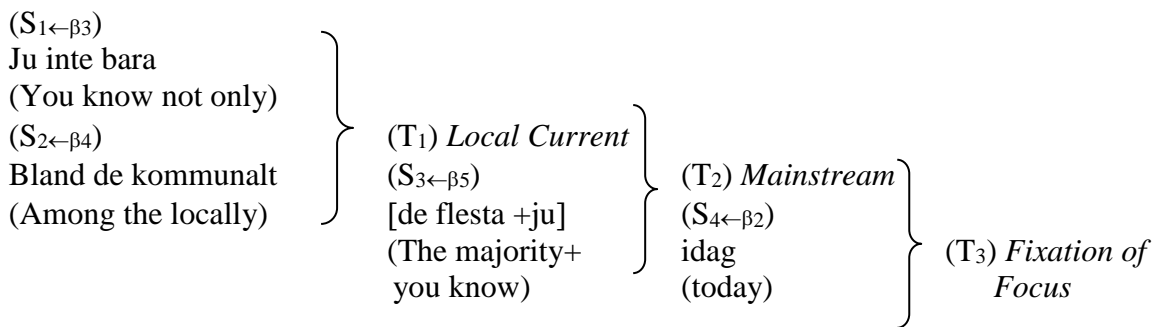 (S₁←β3)
Ju inte bara
(You know not only)
(S₂←β4)
Bland de kommunalt
(Among the locally)
(T₁) Local Current
(S₃←β5)
[de flesta +ju]
(The majority+
you know)
(T₂) Mainstream
(S₄←β2)
idag
(today)
(T₃) Fixation of
Focus